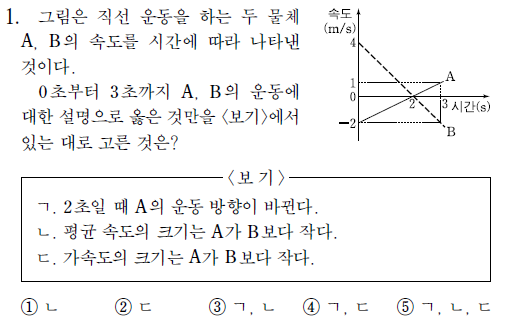 1. 그림은 직선 운동을 하는 두 물체
A, B의 속도를 시간에 따라 나타낸
것이다.
0초부터 3초까지 A, B의 운동에
대한 설명으로 옳은 것만을 <보기>에서
있는 대로 고른 것은?
속도
(m/s)
4
1
A
0
2
3
시간(s)
-2
B
<보 기>
ㄱ. 2초일 때 A의 운동 방향이 바뀐다.
ㄴ. 평균 속도의 크기는 A가 B보다 작다.
ㄷ. 가속도의 크기는 A가 B보다 작다.
① ㄴ ② ㄷ ③ ㄱ, ㄴ ④ ㄱ, ㄷ ⑤ ㄱ, ㄴ, ㄷ